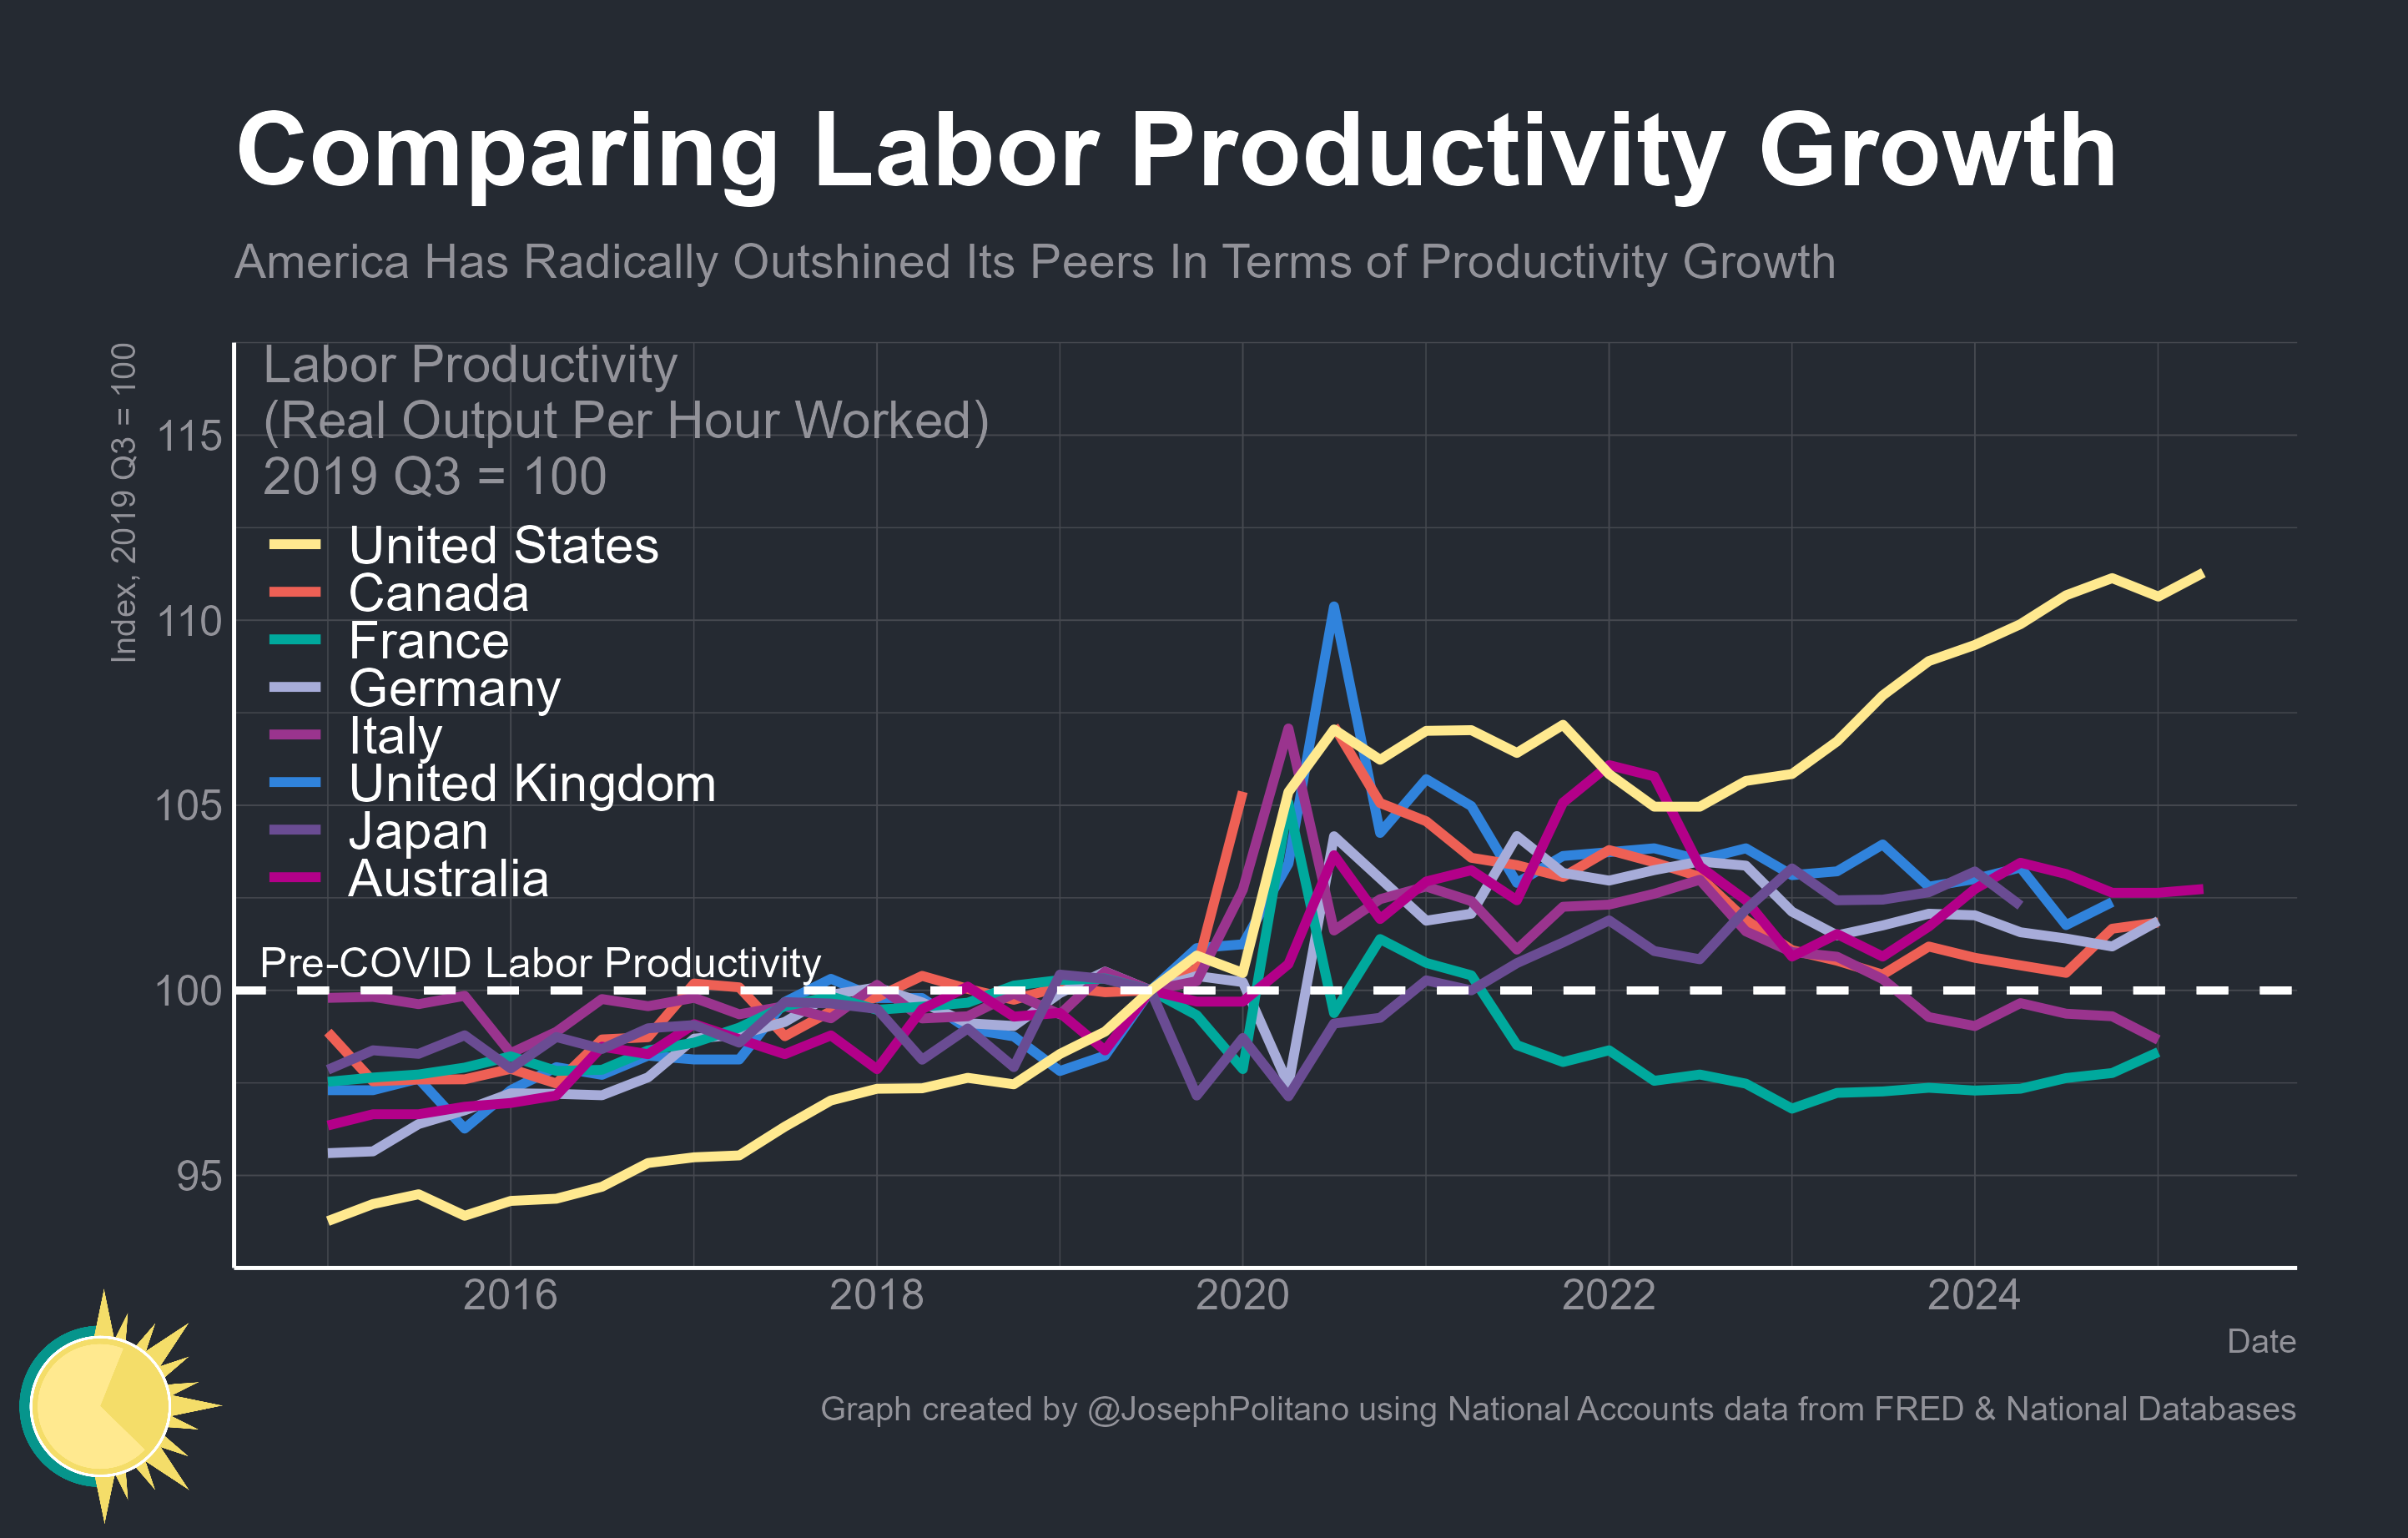 Comparing Labor Productivity Growth
America Has Radically Outshined Its Peers In Terms of Productivity Growth
Index, 2019 Q3 = 100
Labor Productivity
(Real Output Per Hour Worked)
2019 Q3 = 100
United States
Canada
France
Germany
Italy
United Kingdom
Japan
Australia
Pre-COVID Labor Productivity
115
110
105
100
95
2016
2018
2020
2022
2024
Date
Graph created by @JosephPolitano using National Accounts data from FRED & National Databases